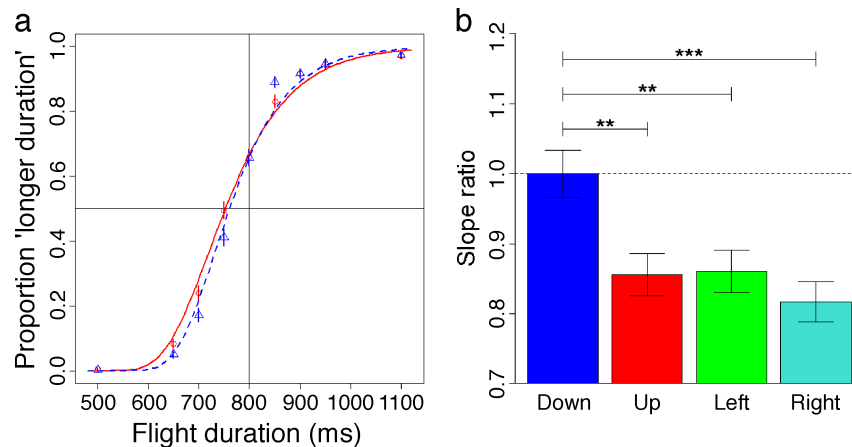 a
Proportion 'longer duration'
1.0
0.8
0.6
0.4
0.2
0.0
500 600 700 800 900 1000 1100
Flight duration (ms)
b
Slope ratio
1.2
1.1
1.0
0.9
0.8
0.7
***
**
**
Down Up Left Right